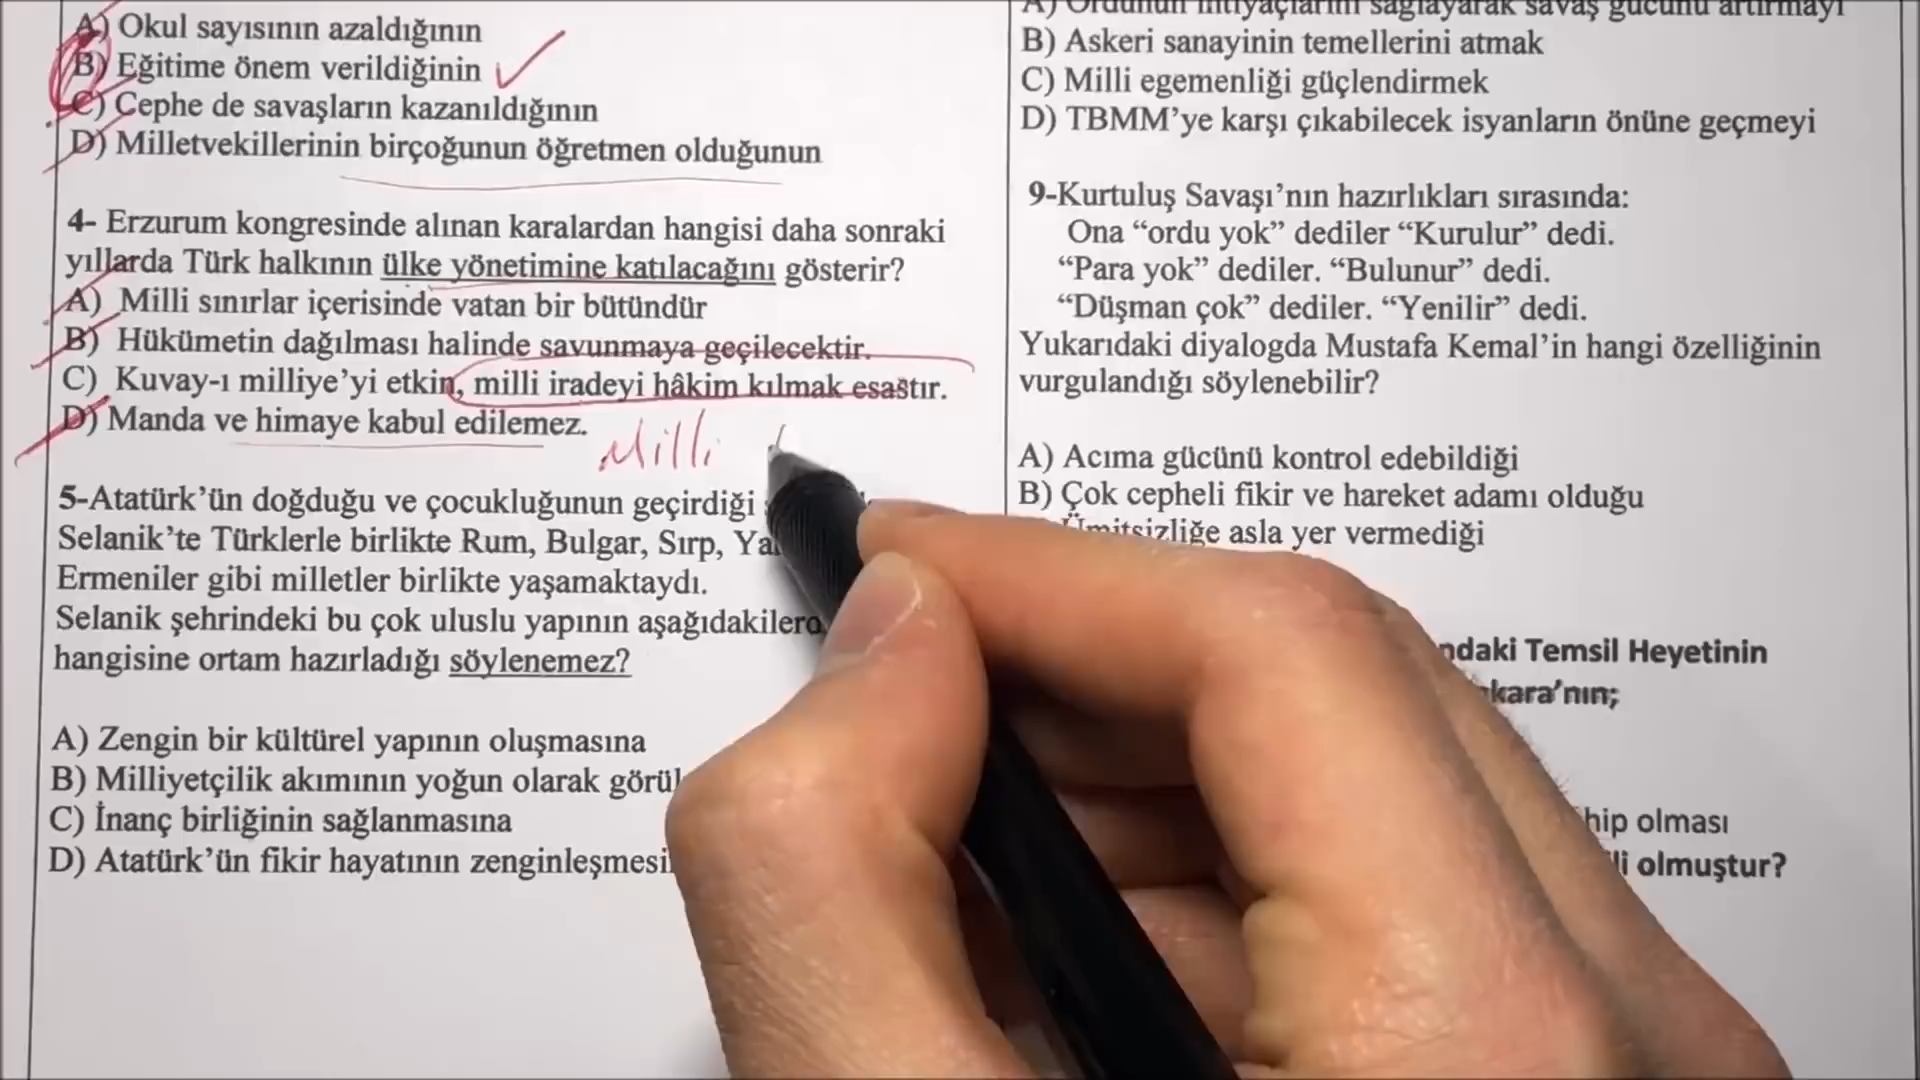 A) Okul sayısının azaldığının
B) Eğitime önem verildiğinin
C) Cephe de savaşların kazanıldığının
D) Milletvekillerinin birçoğunun öğretmen olduğunun
4- Erzurum kongresinde alınan karalardan hangisi daha sonraki
yıllarda Türk halkının ülke yönetimine katılacağını gösterir?
A) Milli sınırlar içerisinde vatan bir bütündür
B) Hükümetin dağılması halinde savunmaya geçilecektir.
C) Kuvay-ı milliye’yi etkin, milli iradeyi hâkim kılmak esastır.
D) Manda ve himaye kabul edilemez.
Milli
5-Atatürk’ün doğduğu ve çocukluğunun geçirdiği
Selanik’te Türklerle birlikte Rum, Bulgar, Sırp,
Ermeniler gibi milletler birlikte yaşamaktaydı.
Selanik şehrindeki bu çok uluslu yapının
hangisine ortam hazırladığı söylenemez?
A) Zengin bir kültürel yapının oluşmasına
B) Milliyetçilik akımının yoğun olarak
C) İnanç birliğinin sağlanmasına
D) Atatürk’ün fikir hayatının
A) Ordunun ihtiyaçlarını sağlayarak savaş gücünü artırmayı
B) Askeri sanayinin temellerini atmak
C) Milli egemenliği güçlendirmek
D) TBMM’ye karşı çıkabilecek isyanların önüne geçmeyi
9-Kurtuluş Savaşı’nın hazırlıkları sırasında:
Ona “ordu yok” dediler “Kurulur” dedi.
“Para yok” dediler. “Bulunur” dedi.
“Düşman çok” dediler. “Yenilir” dedi.
Yukarıdaki diyalogda Mustafa Kemal’in hangi özelliğinin
vurgulandığı söylenebilir?
A) Acıma gücünü kontrol edebildiği
B) Çok cepheli fikir ve hareket adamı olduğu
Ümitsizliğe asla yer vermediği
Temsil Heyetinin
olması
olmuştur?